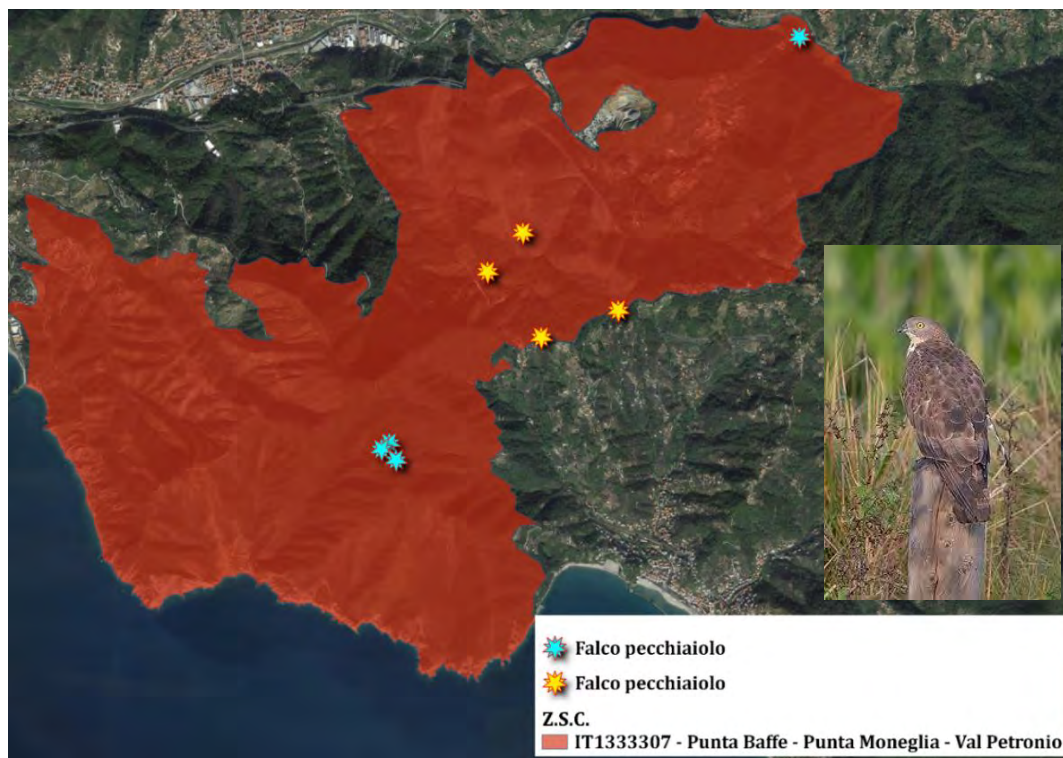 Falco pecchiaiolo
Falco pecchiaiolo
Z.S.C.
IT1333307 - Punta Baffe - Punta Moneglia - Val Petronio